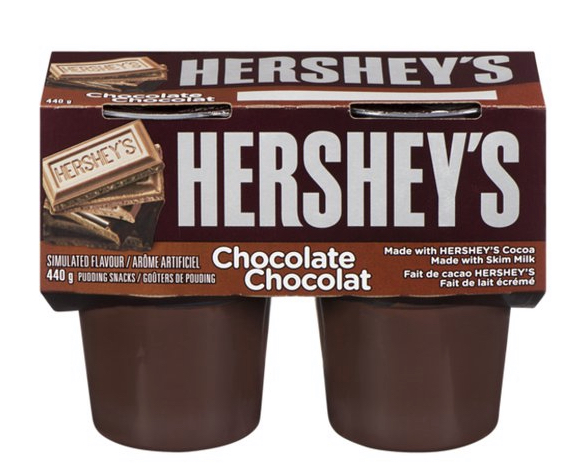 HERSHEY'S
HERSHEY'S
440 g
Chocolate
Chocolat
HERSHEY'S
HERSHEY'S
SIMULATED FLAVOUR / ARÔME ARTIFICIEL
440 g PUDDING SNACKS / GOÛTERS DE POUDING
Chocolate
Chocolat
Made with HERSHEY'S Cocoa
Made with Skim Milk
Fait de cacao HERSHEY'S
Fait de lait écrémé